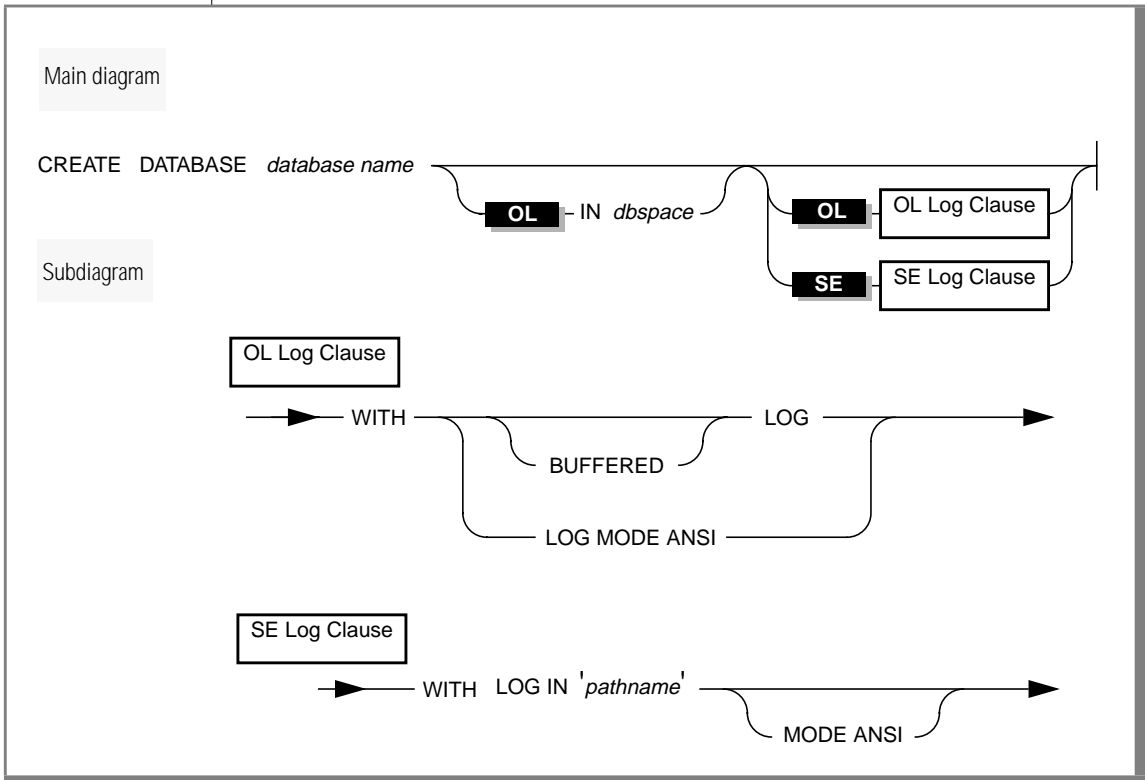 Main diagram
CREATE DATABASE database name
OL IN dbspace
OL OL Log Clause
SE SE Log Clause
Subdiagram
OL Log Clause
WITH LOG
BUFFERED
LOG MODE ANSI
SE Log Clause
WITH LOG IN 'pathname'
MODE ANSI